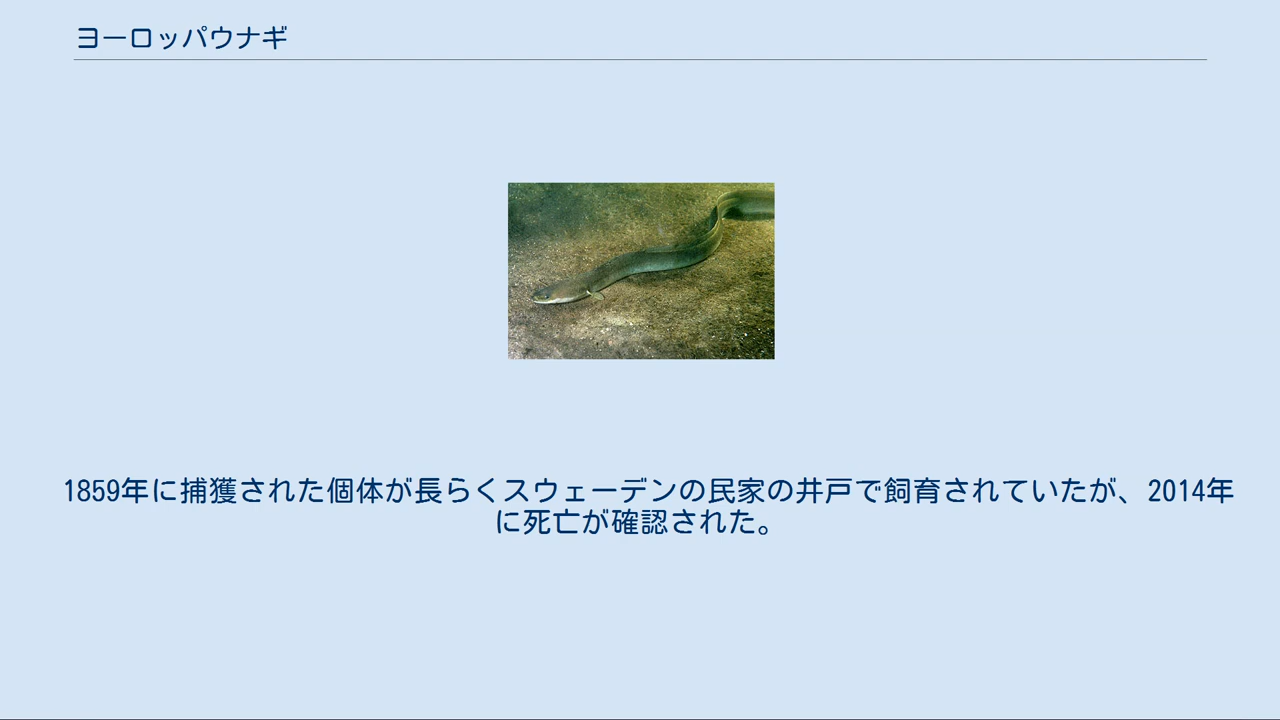 ヨーロッパウナギ
1859年に捕獲された個体が長らくスウェーデンの民家の井戸で飼育されていたが、2014年
に死亡が確認された。